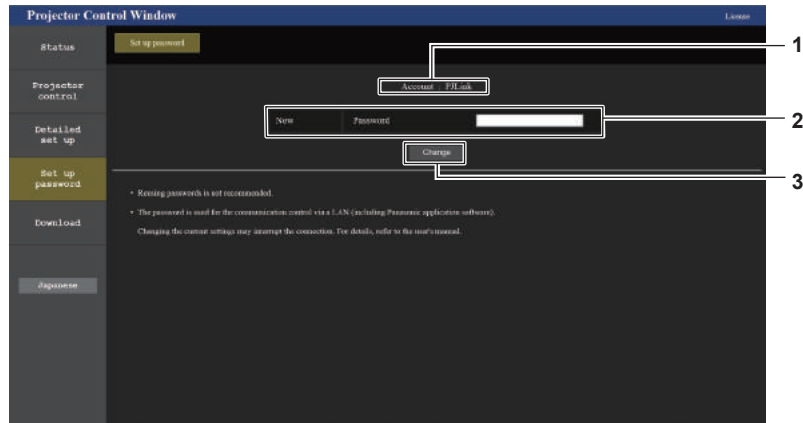 Projector Control Window
License
Status
Set up password
1
Projector
control
Account : PJLink
New Password
2
Detailed
set up
Change
Set up
password
3
• Reusing passwords is not recommended.
• The password is used for the communication control via a LAN (including Panasonic application software).
Changing the current settings may interrupt the connection. For details, refer to the user's manual.
Download
Japanese